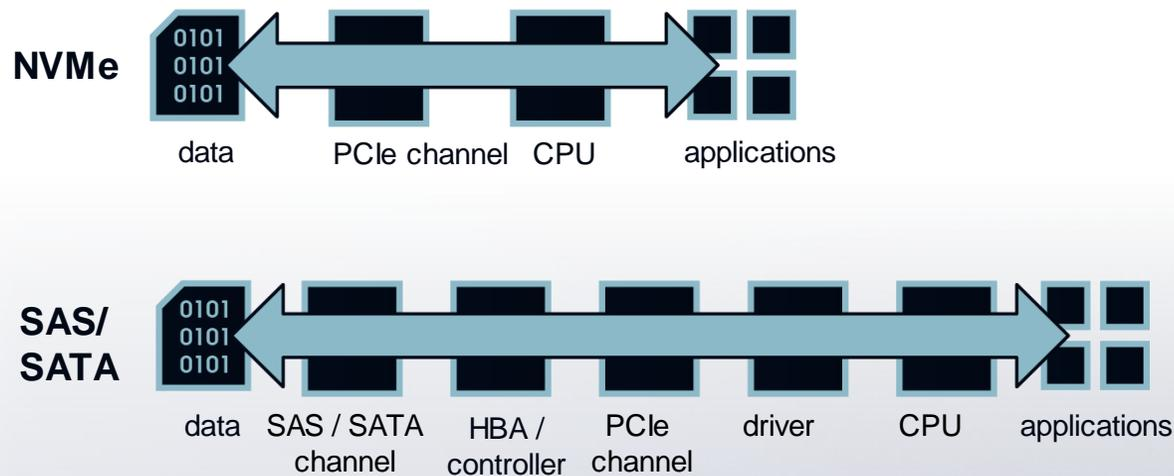 NVMe
0101
0101
0101
data
PCIe channel
CPU
applications
SAS/
SATA
0101
0101
0101
data
SAS / SATA
channel
HBA /
controller
PCIe
channel
driver
CPU
applications